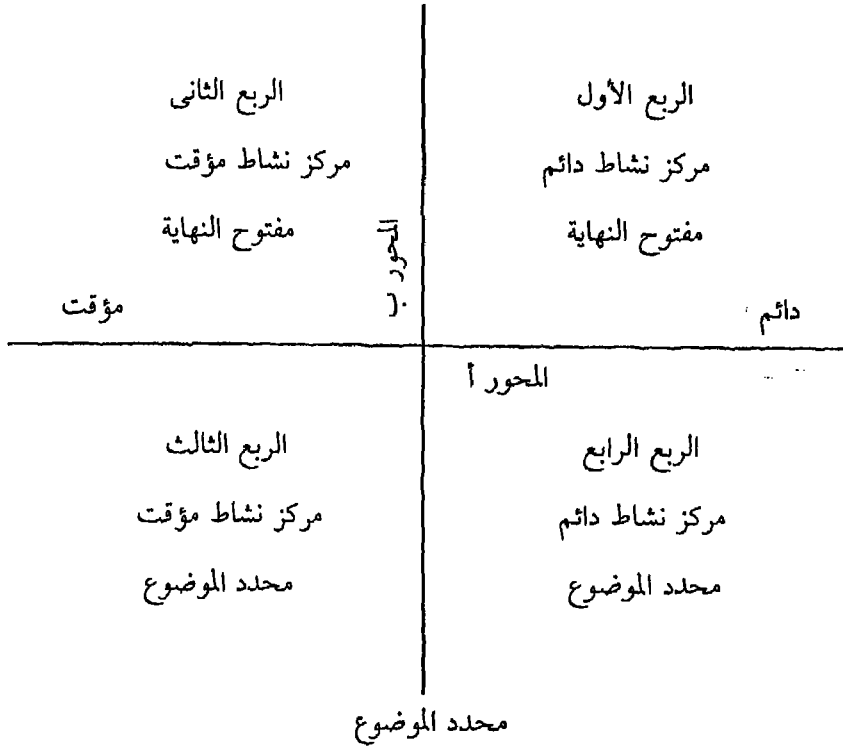 الربع الأول
مركز نشاط دائم
مفتوح النهاية
دائم
الربع الثانى
مركز نشاط مؤقت
مفتوح النهاية
مؤقت
المحور ب
المحور أ
الربع الرابع
مركز نشاط دائم
محدد الموضوع
الربع الثالث
مركز نشاط مؤقت
محدد الموضوع
محدد الموضوع